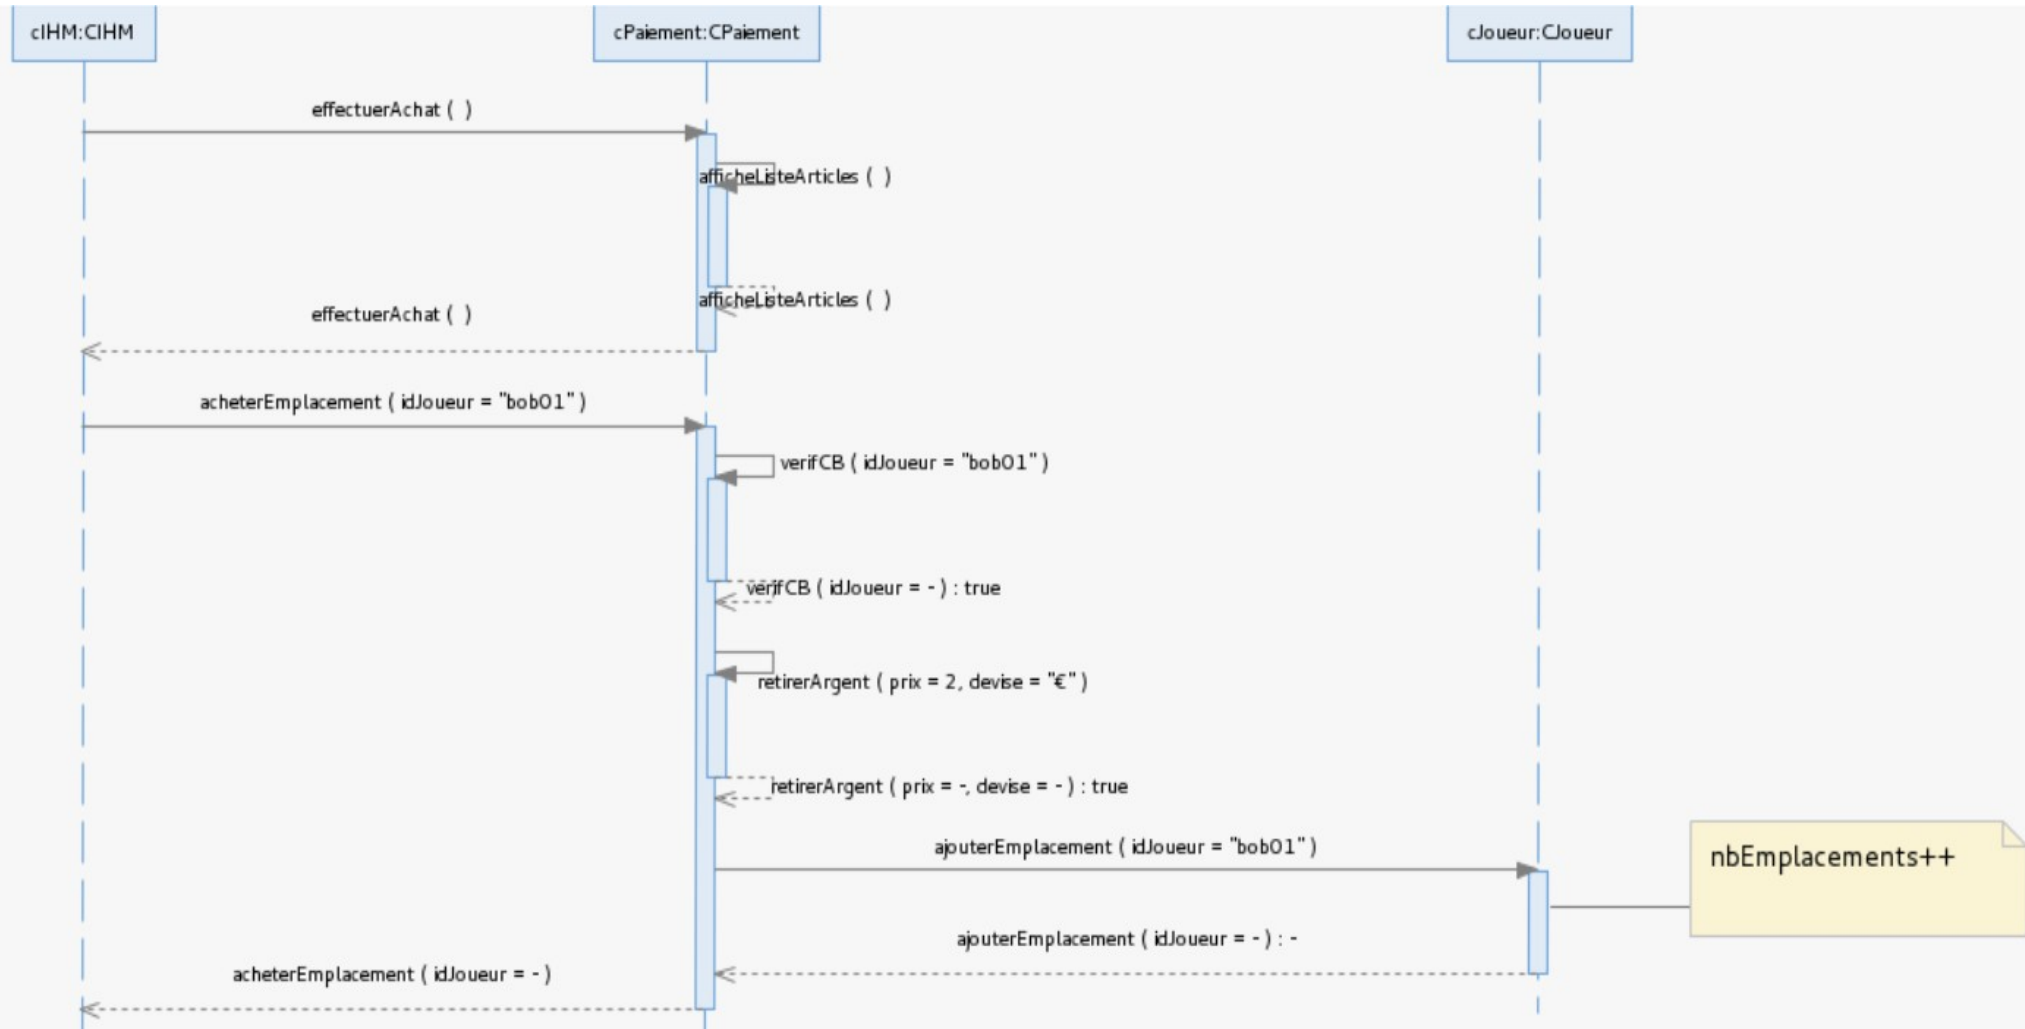 cIHM:CIHM
cPaiement:CPaiement
cJoueur:CJoueur
effectuerAchat ( )
afficheListeArticles ( )
afficheListeArticles ( )
effectuerAchat ( )
acheterEmplacement ( idJoueur = "bob01" )
verifCB ( idJoueur = "bob01" )
verifCB ( idJoueur = - ) : true
retirerArgent ( prix = 2, devise = "€" )
retirerArgent ( prix = -, devise = - ) : true
ajouterEmplacement ( idJoueur = "bob01" )
nbEmplacements++
ajouterEmplacement ( idJoueur = - ) : -
acheterEmplacement ( idJoueur = - )